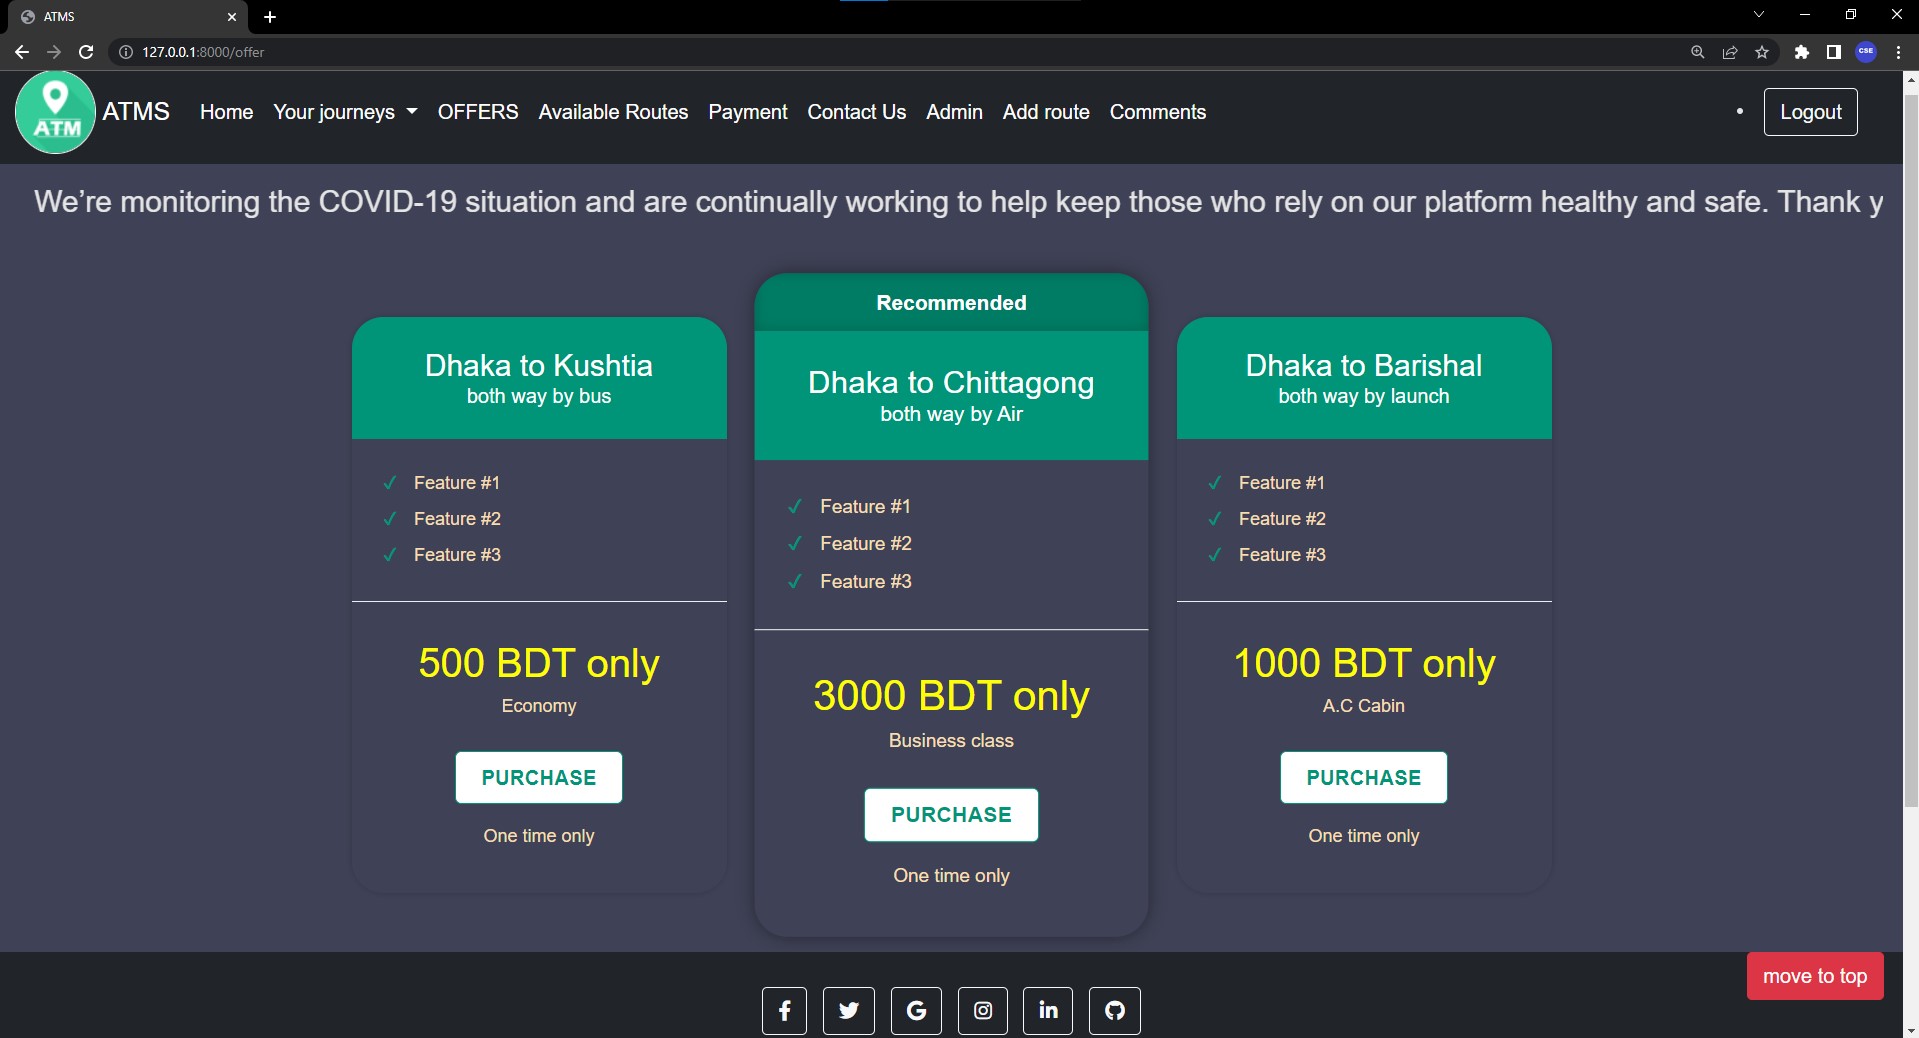 ATMS
127.0.0.1:8000/offer
CSE
ATM
ATMS Home Your journeys OFFERS Available Routes Payment Contact Us Admin Add route Comments Logout
We’re monitoring the COVID-19 situation and are continually working to help keep those who rely on our platform healthy and safe. Thank y
Dhaka to Kushtia
both way by bus
Feature #1
Feature #2
Feature #3
500 BDT only
Economy
PURCHASE
One time only
Recommended
Dhaka to Chittagong
both way by Air
Feature #1
Feature #2
Feature #3
3000 BDT only
Business class
PURCHASE
One time only
Dhaka to Barishal
both way by launch
Feature #1
Feature #2
Feature #3
1000 BDT only
A.C Cabin
PURCHASE
One time only
move to top